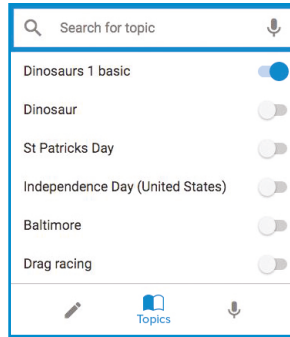 Search for topic
Dinosaurs 1 basic
Dinosaur
St Patricks Day
Independence Day (United States)
Baltimore
Drag racing
Topics